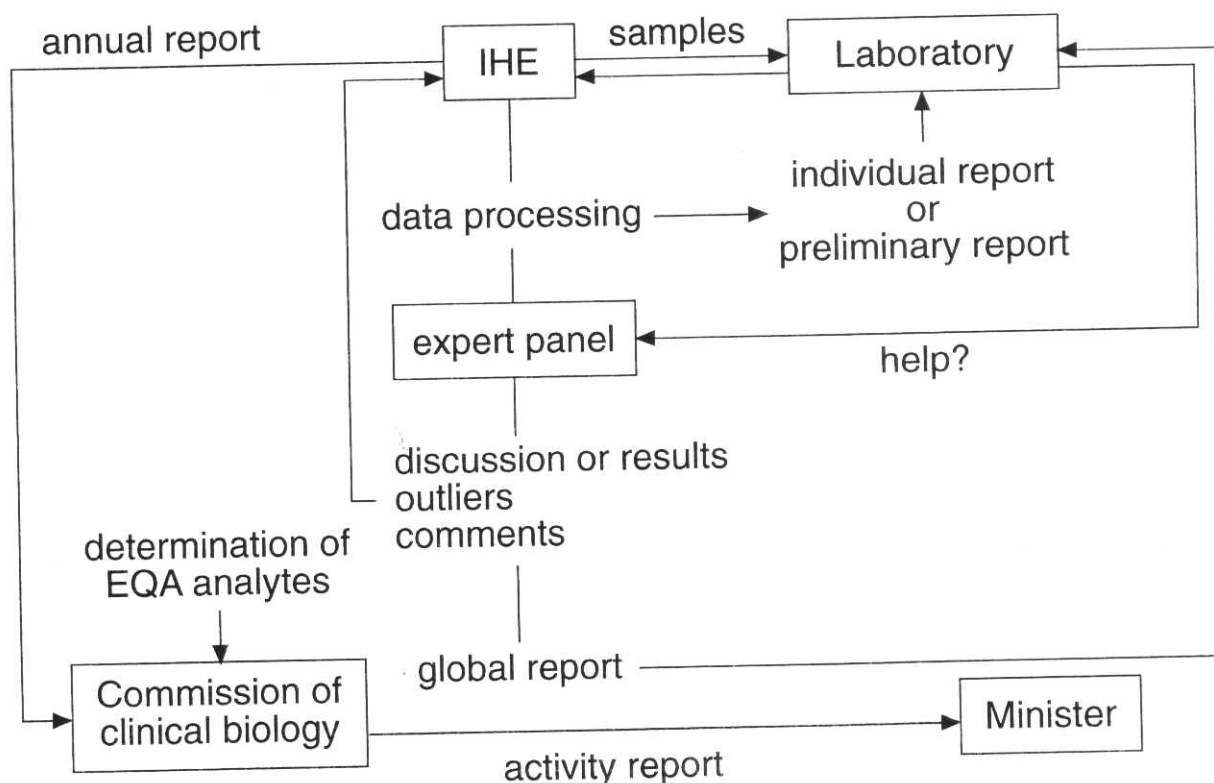 annual report
IHE
samples
Laboratory
data processing
individual report
or
preliminary report
expert panel
help?
discussion or results
outliers
comments
determination of
EQA analytes
global report
Commission of
clinical biology
Minister
activity report